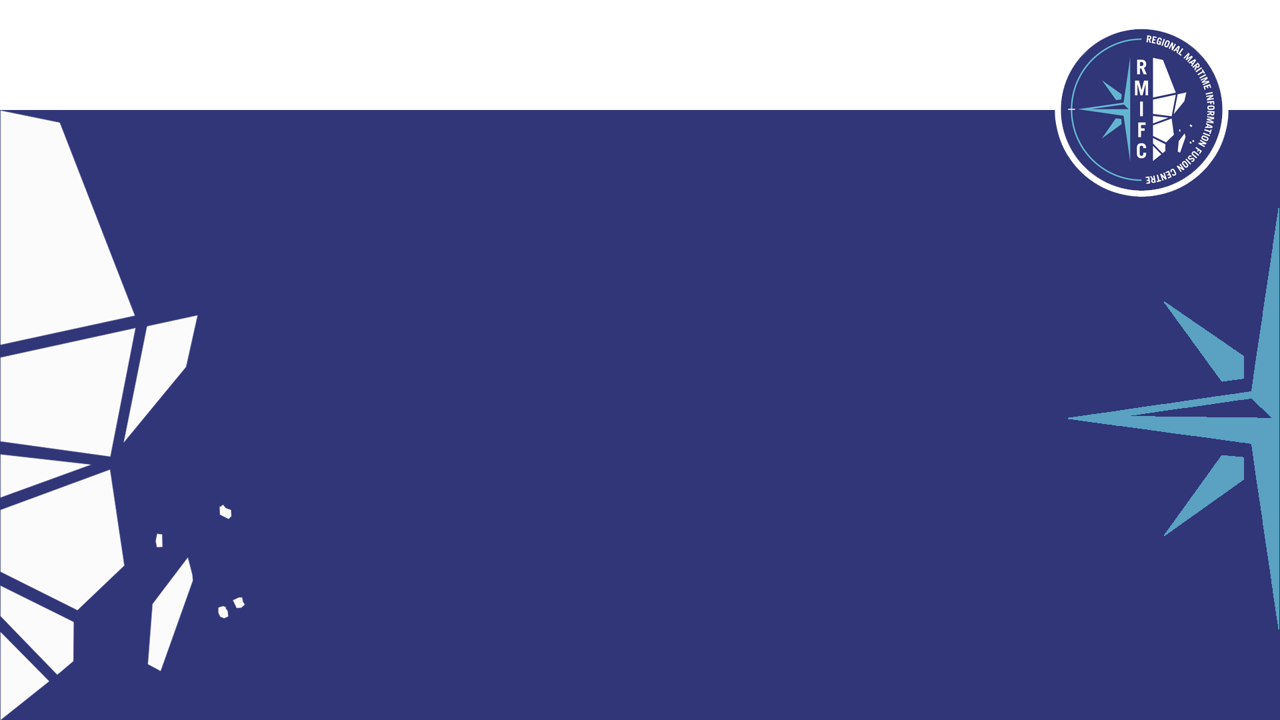 REGIONAL MARITIME INFORMATION FUSION CENTRE
RMIFC